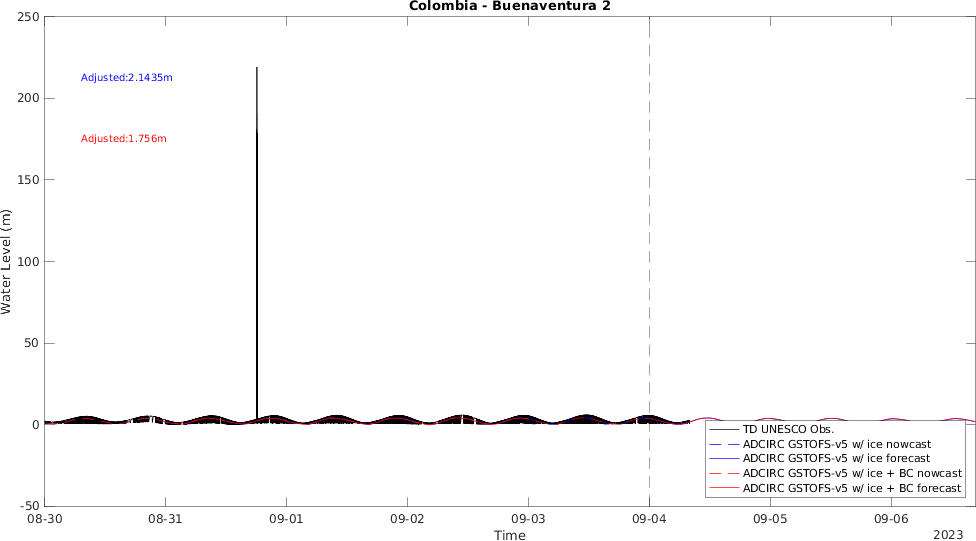 Colombia - Buenaventura 2
250
200
150
100
50
0
-50
Water Level (m)
Adjusted:2.1435m
Adjusted:1.756m
TD UNESCO Obs.
ADCIRC GSTOFS-v5 w/ ice nowcast
ADCIRC GSTOFS-v5 w/ ice forecast
ADCIRC GSTOFS-v5 w/ ice + BC nowcast
ADCIRC GSTOFS-v5 w/ ice + BC forecast
08-30 08-31 09-01 09-02 09-03 09-04 09-05 09-06
Time
2023